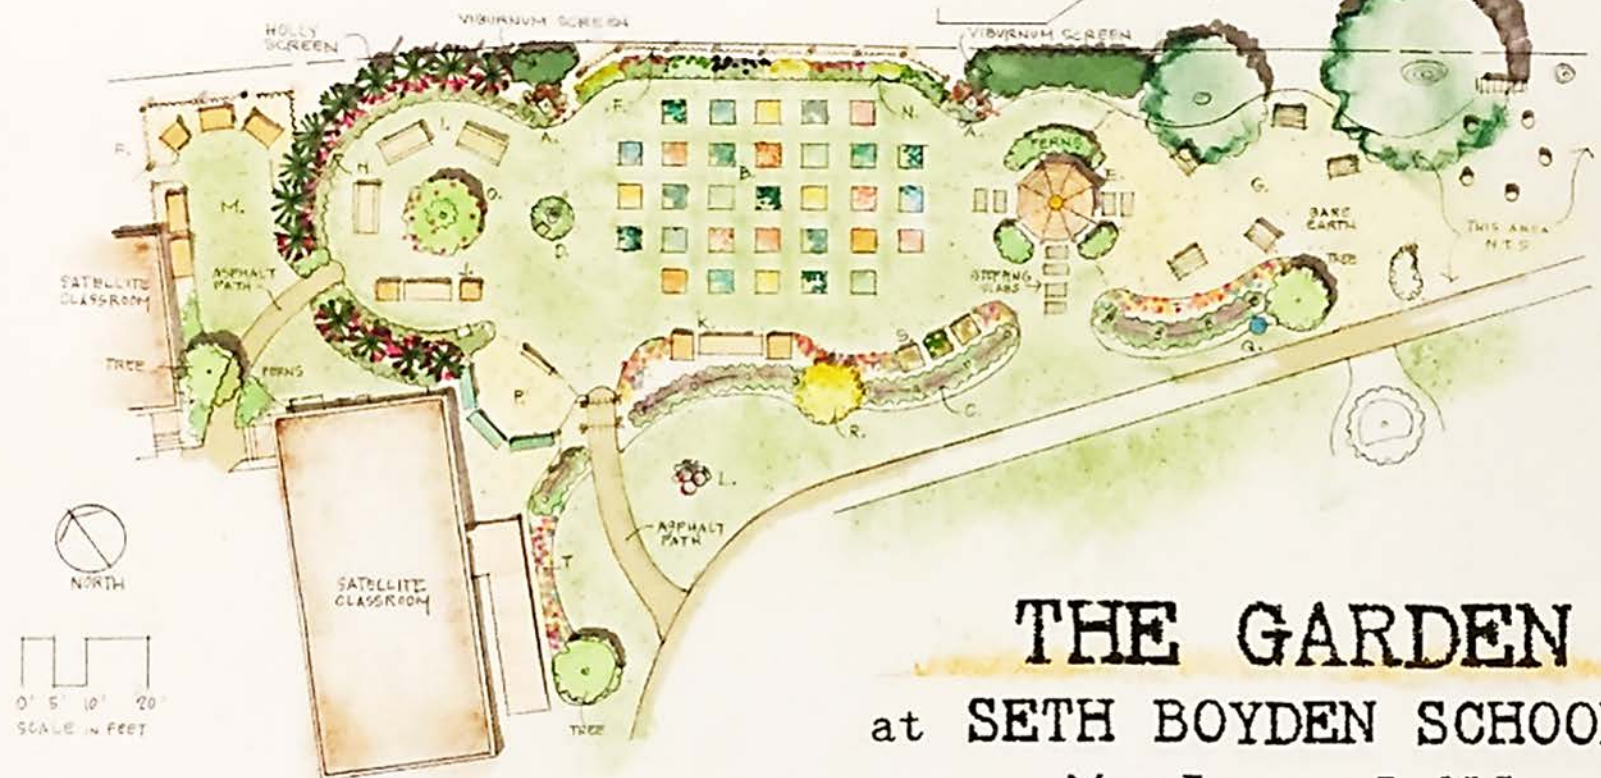 HOLLY
SCREEN
VIBURNUM SCREEN
VIBURNUM SCREEN
F.
N.
A.
A.
I.
H.
O.
B.
FERNS
E.
G.
M.
BARE
EARTH
THIS AREA
N.T.S
TREE
STEPPING
SLABS
SATELLITE
CLASSROOM
ASPHALT
PATH
TREE
FERNS
K.
S.
P.
Q.
R.
C.
L.
ASPHALT
PATH
T
SATELLITE
CLASSROOM
TREE
NORTH
0' 5' 10' 20'
SCALE IN FEET
THE GARDEN
at SETH BOYDEN SCHOOL